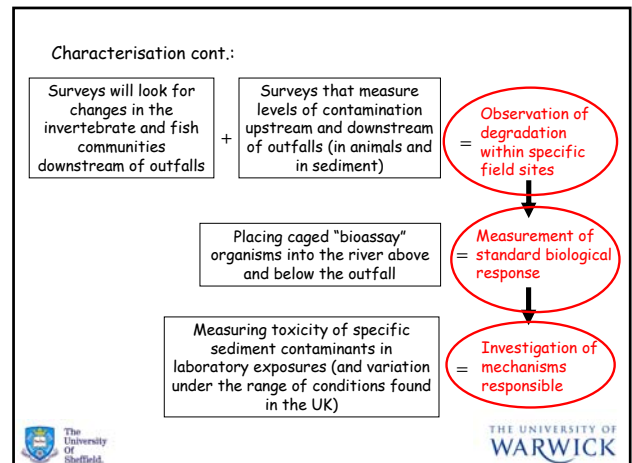 Characterisation cont.:
Surveys will look for
changes in the
invertebrate and fish
communities
downstream of outfalls
+
Surveys that measure
levels of contamination
upstream and downstream
of outfalls (in animals and
in sediment)
=
Observation of
degradation
within specific
field sites
Placing caged "bioassay"
organisms into the river above
and below the outfall
=
Measurement of
standard biological
response
Measuring toxicity of specific
sediment contaminants in
laboratory exposures (and variation
under the range of conditions found
in the UK)
=
Investigation of
mechanisms
responsible
The
University
Of
Sheffield.
THE UNIVERSITY OF
WARWICK